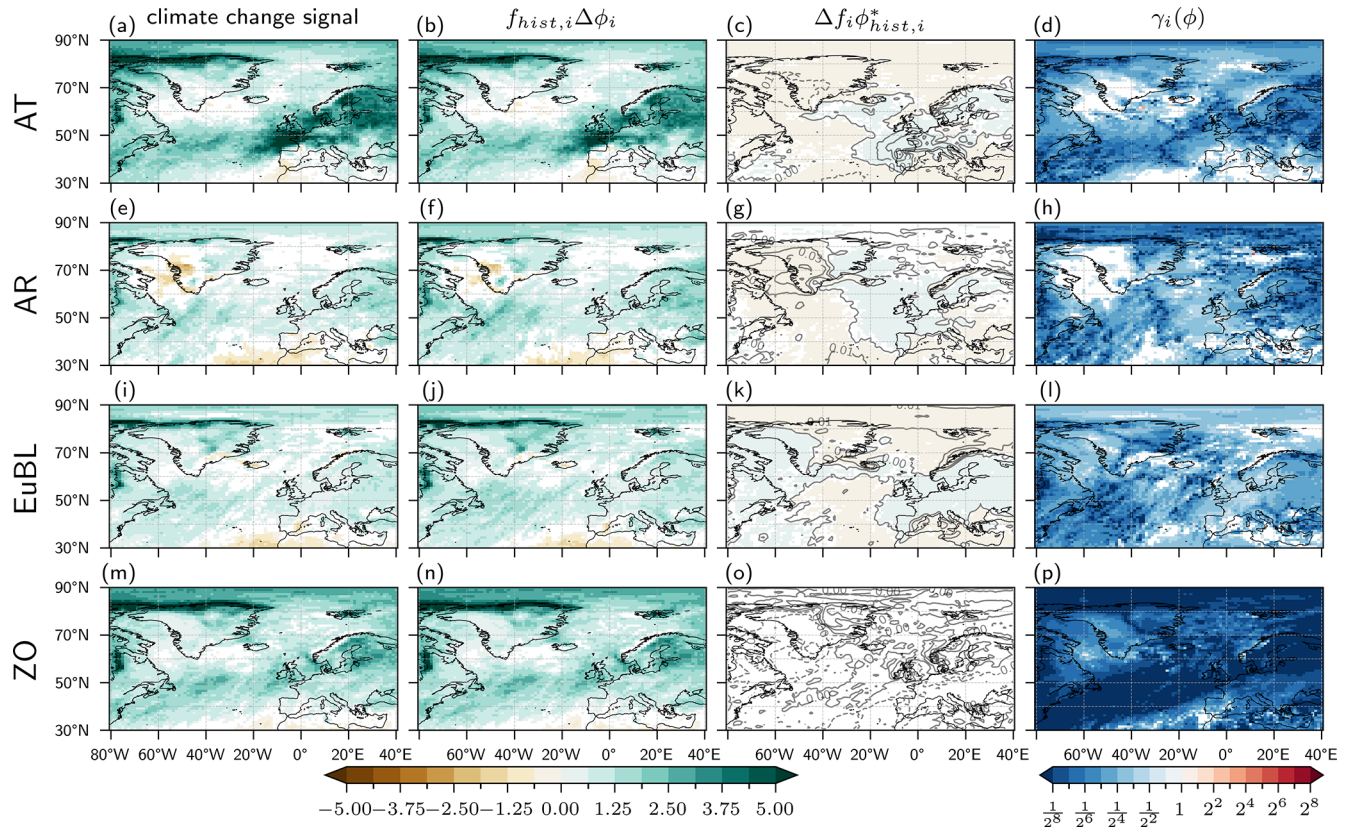 (a) climate change signal (b) f_{hist,i}Δϕ_i (c) Δf_iϕ^*_{hist,i} (d) γ_i(ϕ)
90°N
70°N
AT
50°N
30°N
(e) (f) (g) (h)
90°N
70°N
AR
50°N
30°N
0.01
(i) (j) (k) (l)
90°N
70°N
EuBL
50°N
30°N
(m) (n) (o) (p)
90°N
70°N
ZO
50°N
30°N
80°W 60°W 40°W 20°W 0° 20°E 40°E 60°W 40°W 20°W 0° 20°E 40°E 60°W 40°W 20°W 0° 20°E 40°E 60°W 40°W 20°W 0° 20°E 40°E
−5.00 −3.75 −2.50 −1.25 0.00 1.25 2.50 3.75 5.00
1/2^8 1/2^6 1/2^4 1/2^2 1 2^2 2^4 2^6 2^8